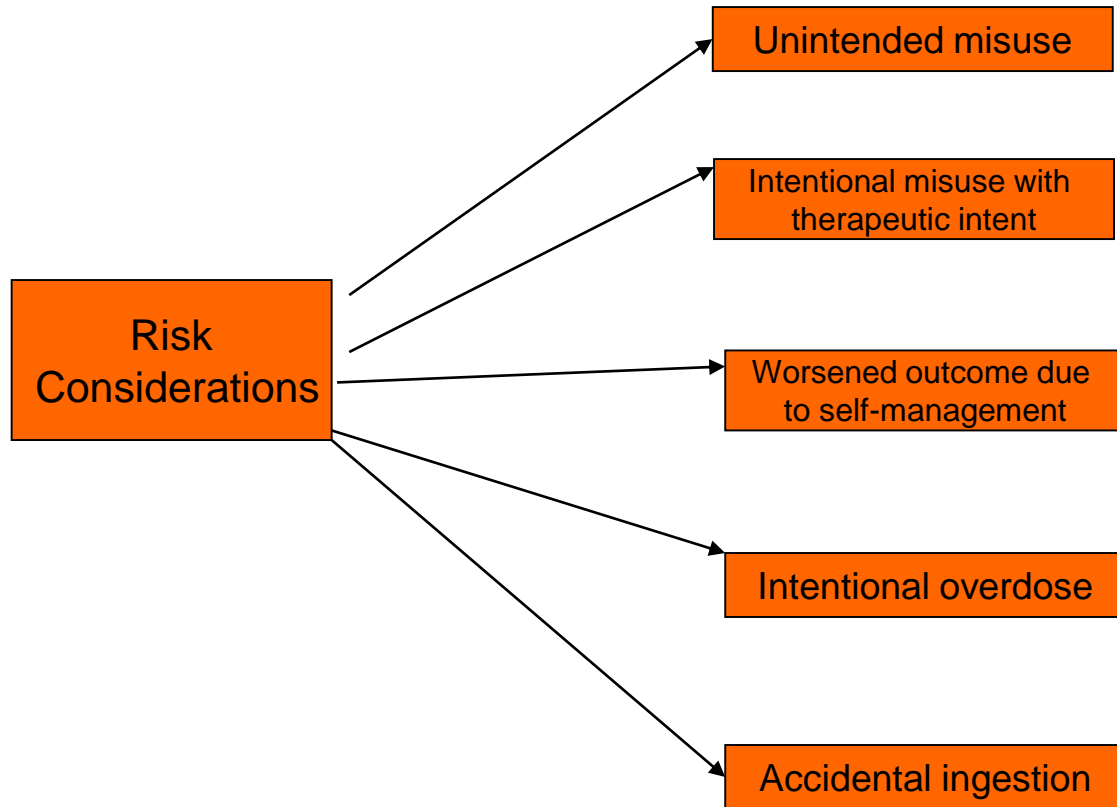 Unintended misuse
Intentional misuse with
therapeutic intent
Risk
Considerations
Worsened outcome due
to self-management
Intentional overdose
Accidental ingestion